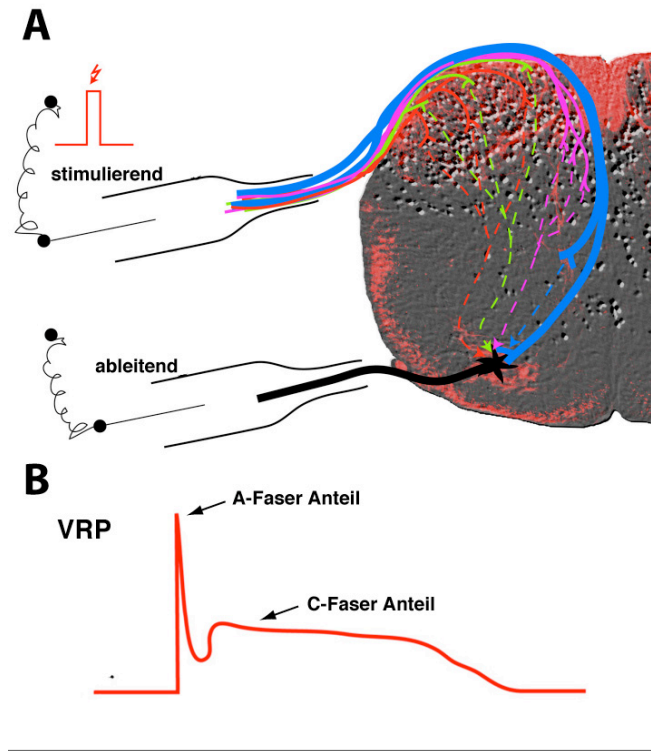 A
stimulierend
ableitend
B
VRP
A-Faser Anteil
C-Faser Anteil